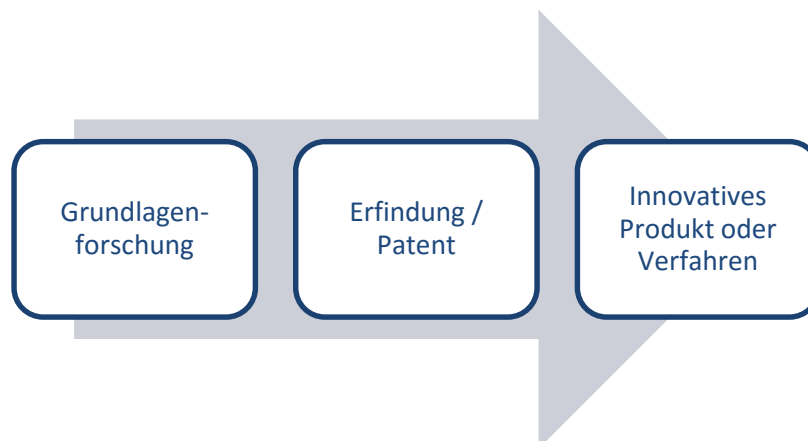 Grundlagen-
forschung
Erfindung /
Patent
Innovatives
Produkt oder
Verfahren